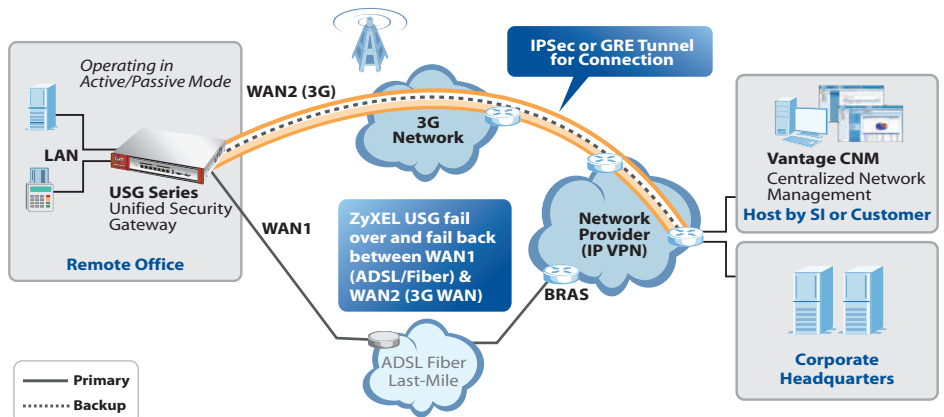 Operating in
Active/Passive Mode
WAN2 (3G)
IPSec or GRE Tunnel
for Connection
3G
Network
LAN
USG Series
Unified Security
Gateway
Remote Office
WAN1
ZyXEL USG fail
over and fail back
between WAN1
(ADSL/Fiber) &
WAN2 (3G WAN)
Network
Provider
(IP VPN)
BRAS
Vantage CNM
Centralized Network
Management
Host by SI or Customer
ADSL Fiber
Last-Mile
Corporate
Headquarters
Primary
Backup